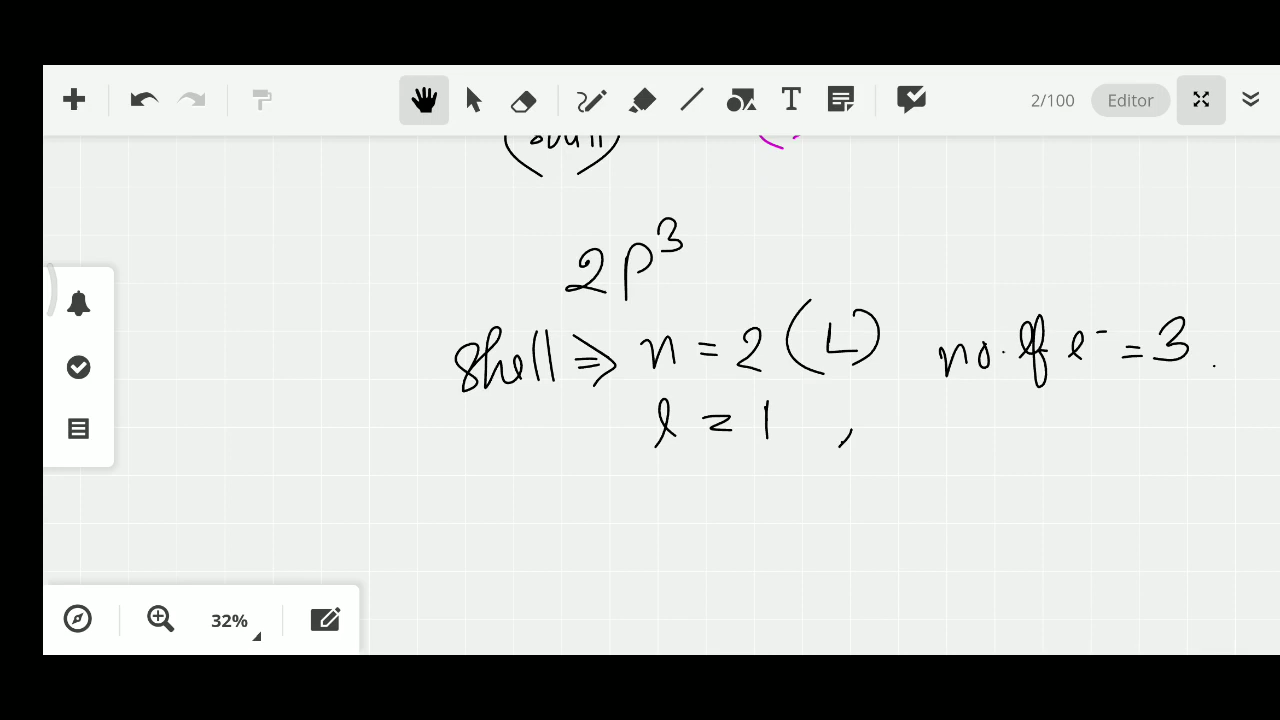 T
2/100
Editor
2p³
Shell ⇒ n = 2 (L) no. of e⁻ = 3 .
l = 1 ,
32%